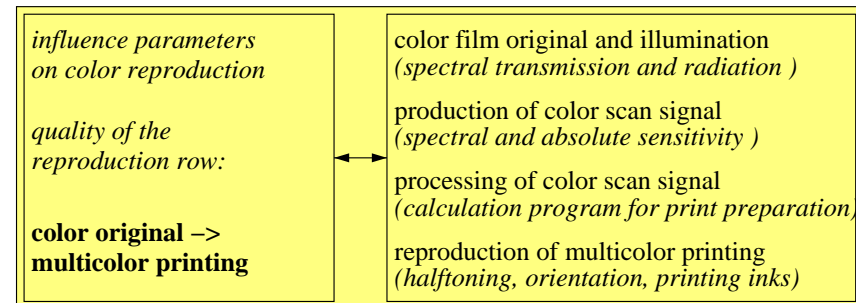 influence parameters
on color reproduction
quality of the
reproduction row:
color original −>
multicolor printing
color film original and illumination
(spectral transmission and radiation )
production of color scan signal
(spectral and absolute sensitivity )
processing of color scan signal
(calculation program for print preparation)
reproduction of multicolor printing
(halftoning, orientation, printing inks)